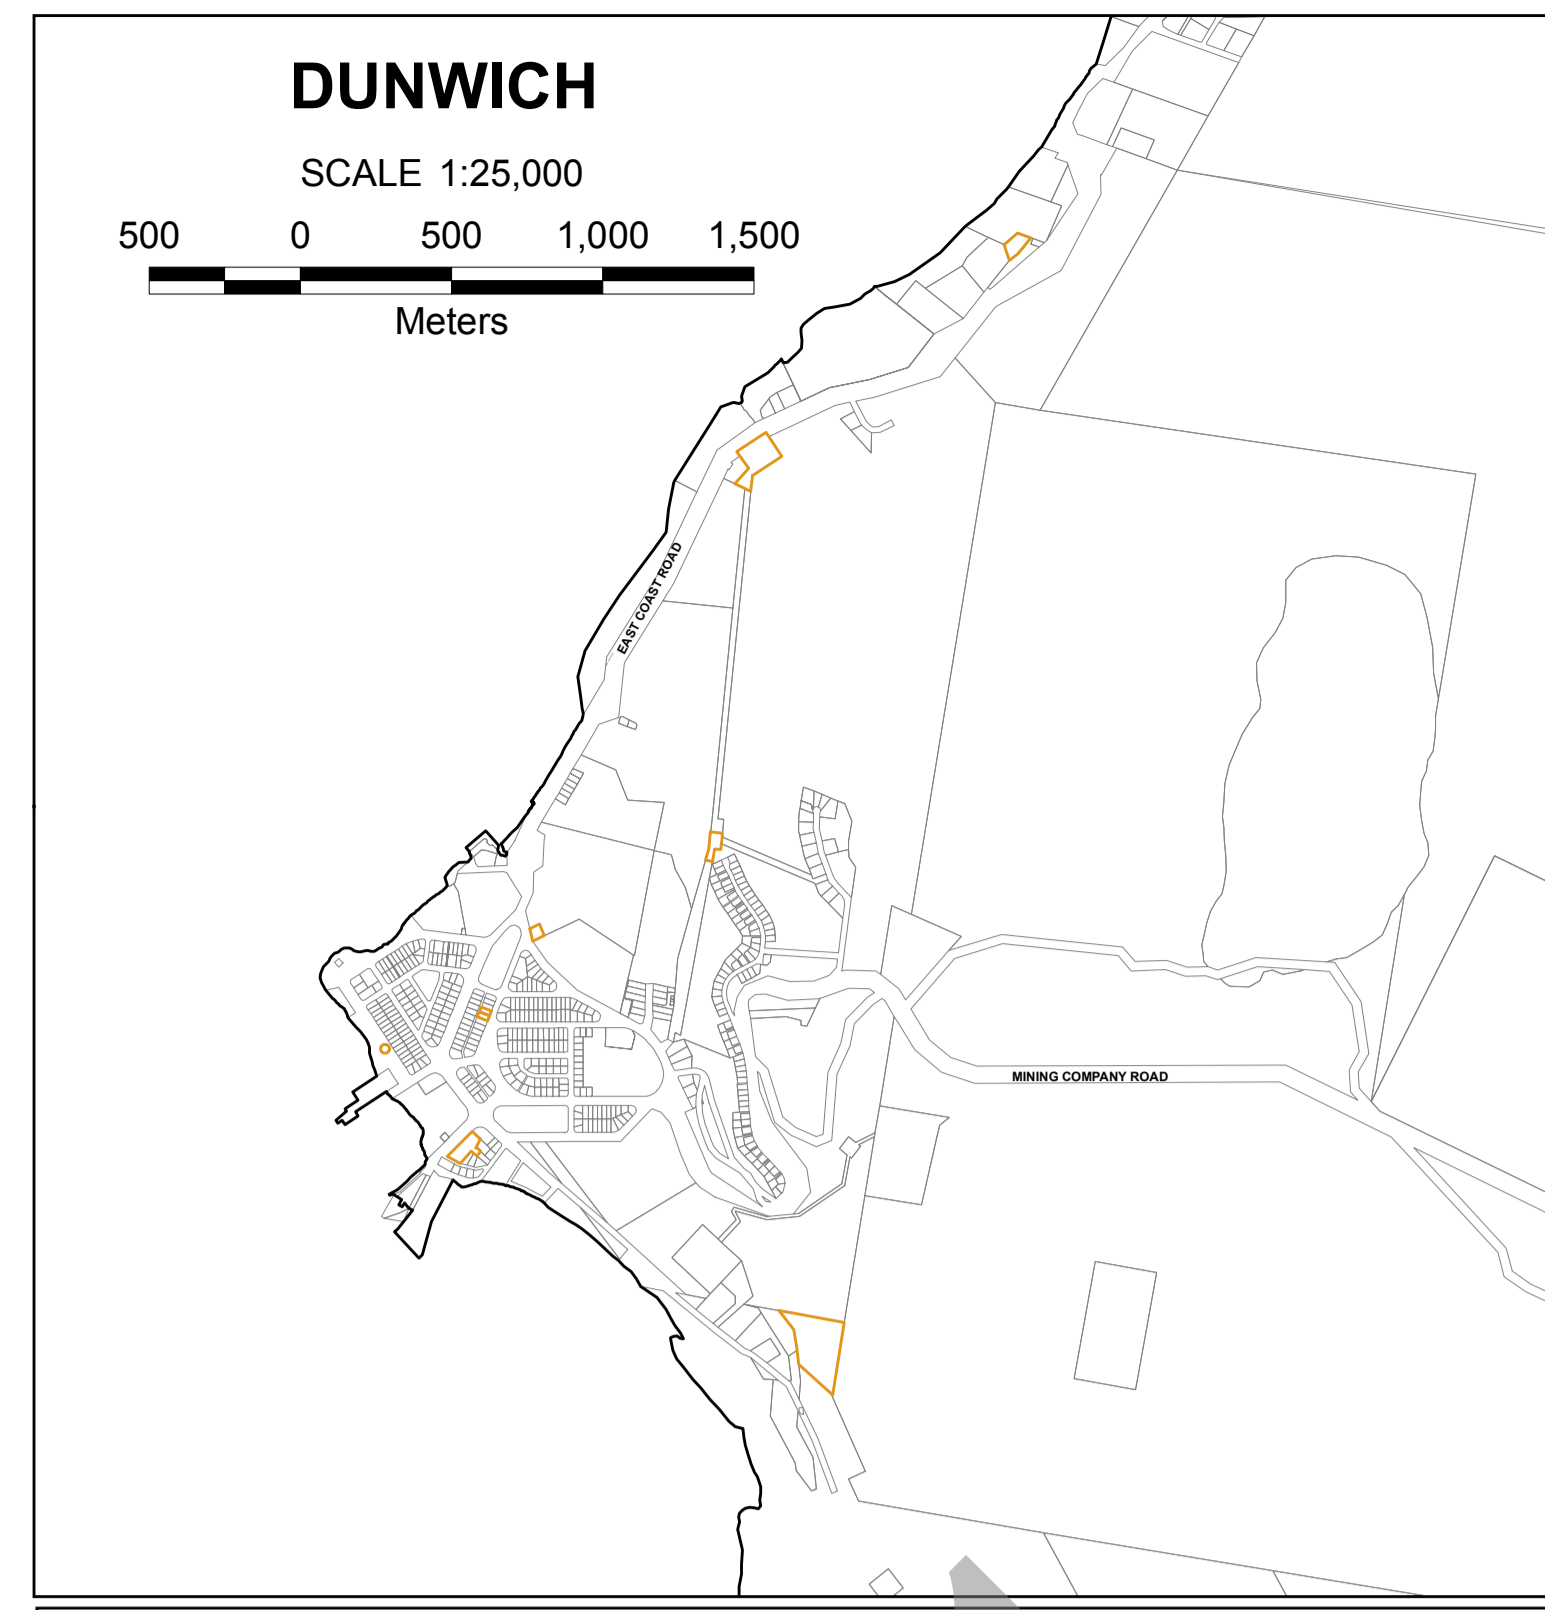 DUNWICH
SCALE 1:25,000
500 0 500 1,000 1,500
Meters
EAST COAST ROAD
MINING COMPANY ROAD